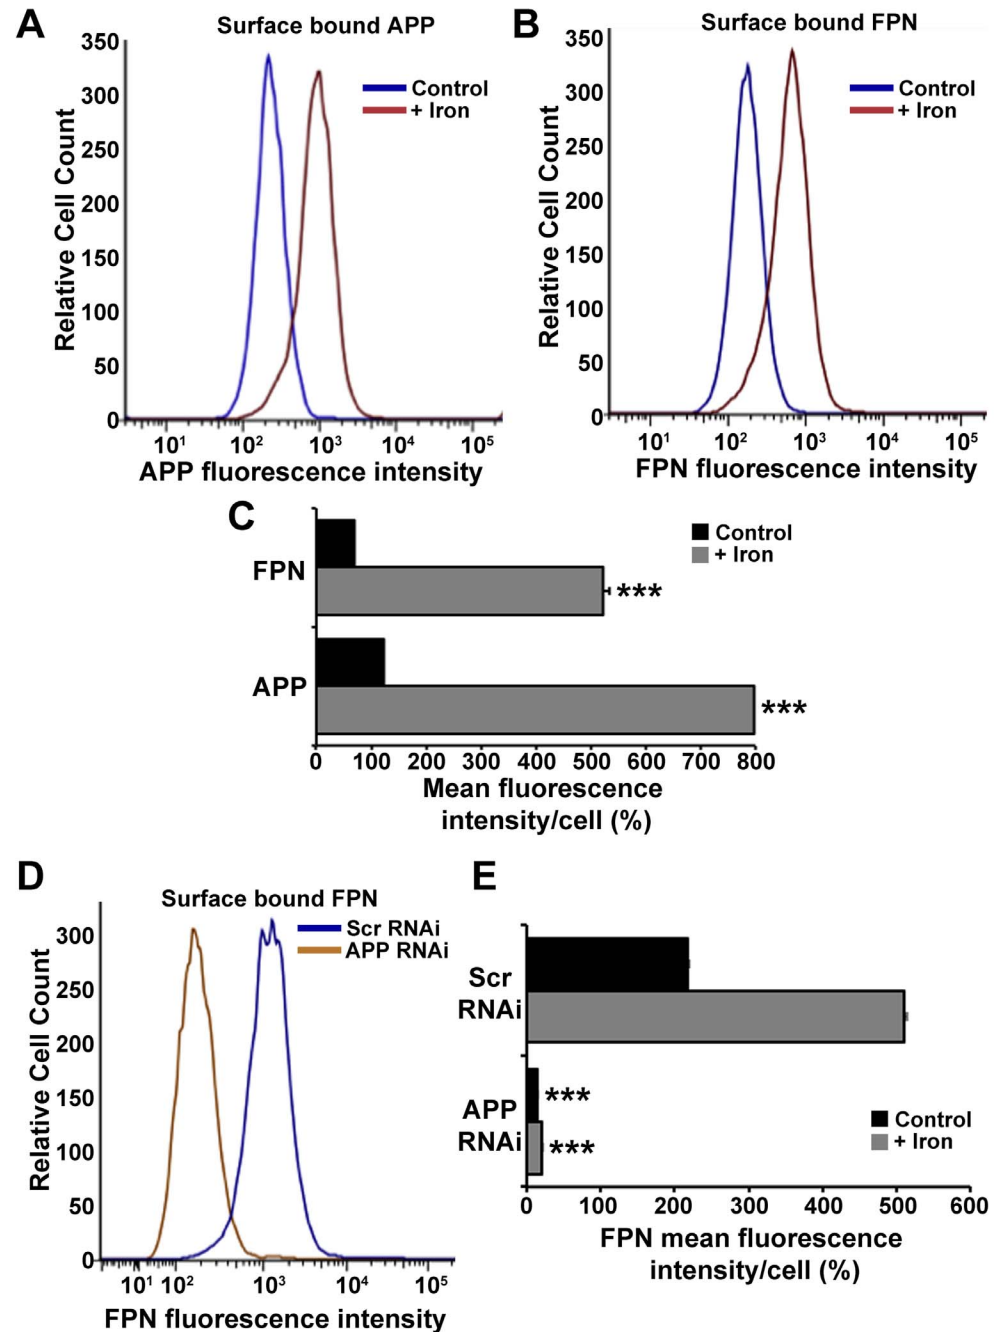 A
Surface bound APP
350
300
250
200
150
100
50
0
Relative Cell Count
Control
+ Iron
10¹ 10² 10³ 10⁴ 10⁵
APP fluorescence intensity
B
Surface bound FPN
350
300
250
200
150
100
50
0
Relative Cell Count
Control
+ Iron
10¹ 10² 10³ 10⁴ 10⁵
FPN fluorescence intensity
C
Control
+ Iron
FPN
***
APP
***
0 100 200 300 400 500 600 700 800
Mean fluorescence
intensity/cell (%)
D
Surface bound FPN
Scr RNAi
APP RNAi
300
250
200
150
100
50
0
Relative Cell Count
10¹ 10² 10³ 10⁴ 10⁵
FPN fluorescence intensity
E
Scr
RNAi
APP
RNAi
***
***
Control
+ Iron
0 100 200 300 400 500 600
FPN mean fluorescence
intensity/cell (%)